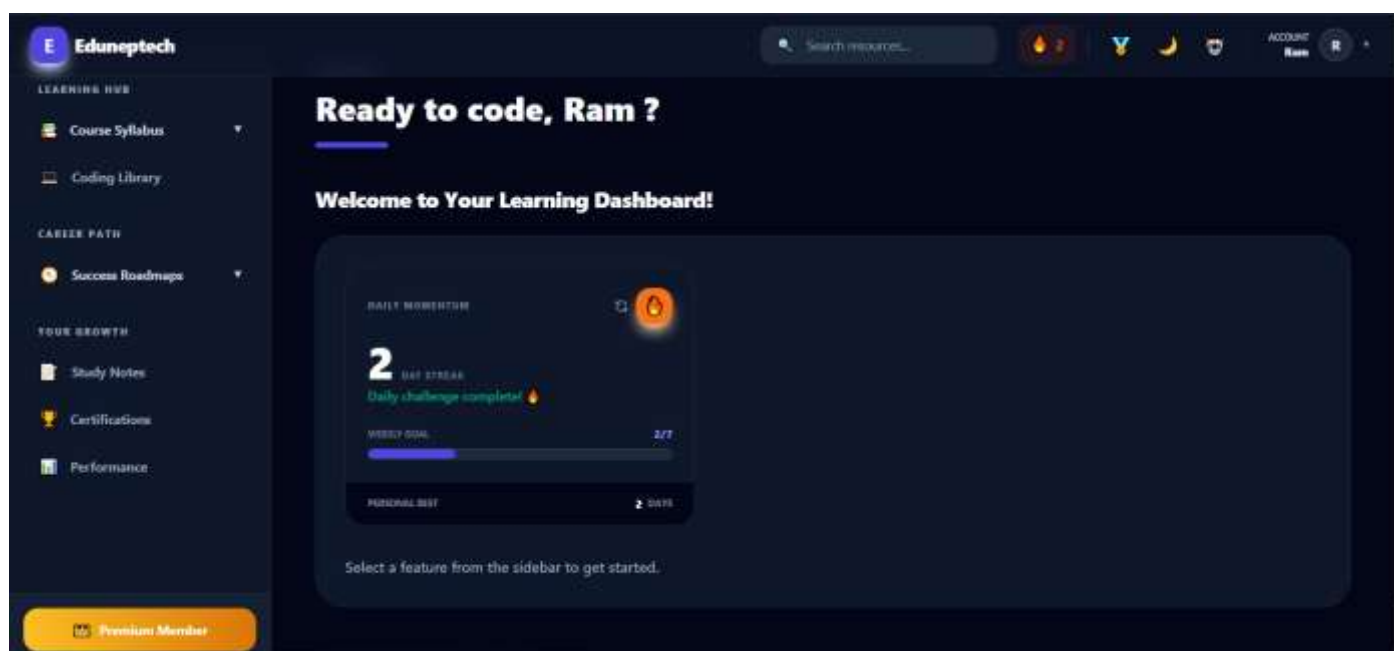 E Eduneptech
Search resources...
2
ACCOUNT
Ram
R
LEARNING HUB
Course Syllabus
Coding Library
CAREER PATH
Success Roadmaps
YOUR GROWTH
Study Notes
Certifications
Performance
Premium Member
Ready to code, Ram ?
Welcome to Your Learning Dashboard!
DAILY MOMENTUM
2 DAY STREAK
Daily challenge complete!
WEEKLY GOAL 2/7
PERSONAL BEST 2 DAYS
Select a feature from the sidebar to get started.